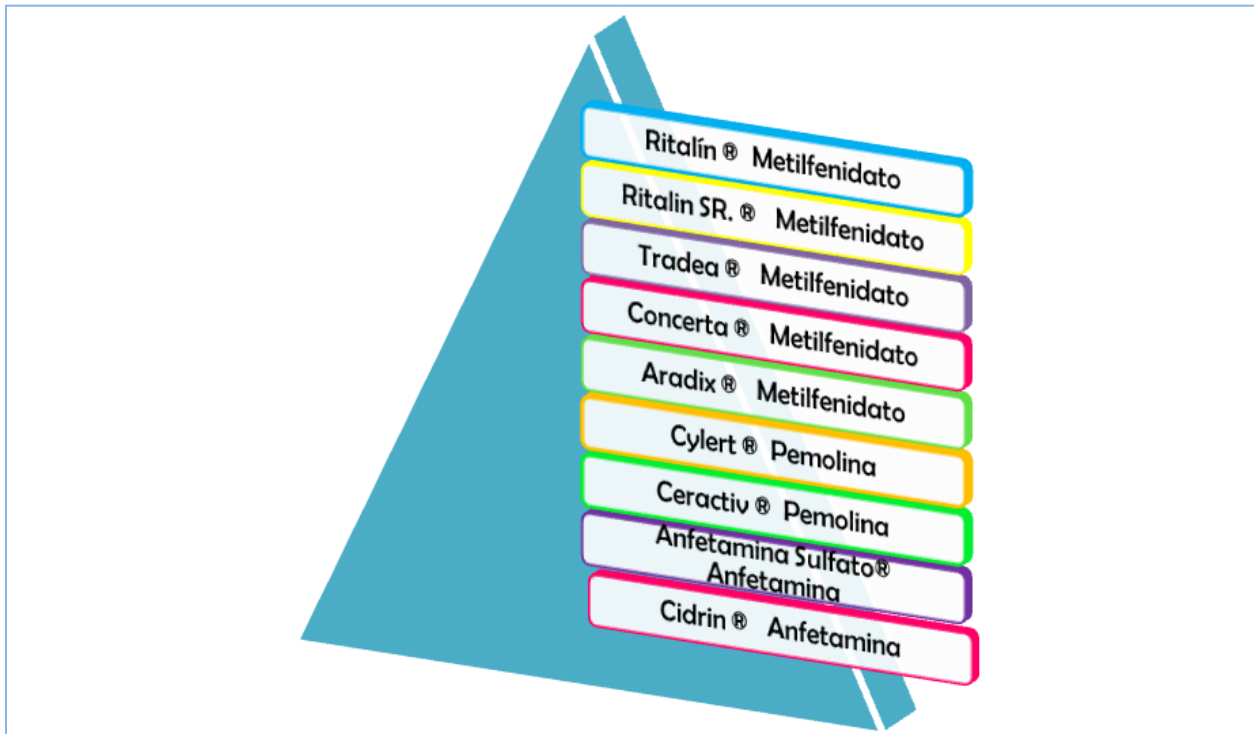 Ritalín ® Metilfenidato
Ritalin SR. ® Metilfenidato
Tradea ® Metilfenidato
Concerta ® Metilfenidato
Aradix ® Metilfenidato
Cylert ® Pemolina
Ceractiv ® Pemolina
Anfetamina Sulfato®
Anfetamina
Cidrin ® Anfetamina